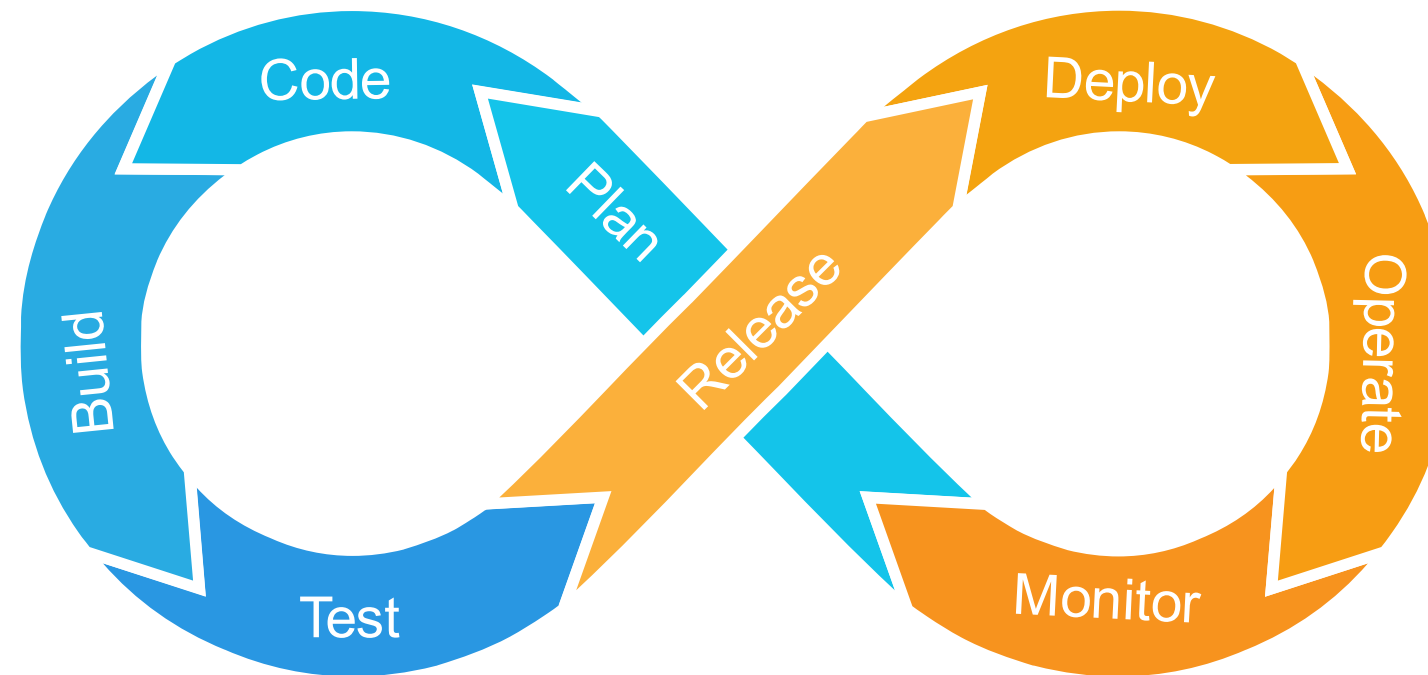 Plan
Code
Build
Test
Release
Deploy
Operate
Monitor